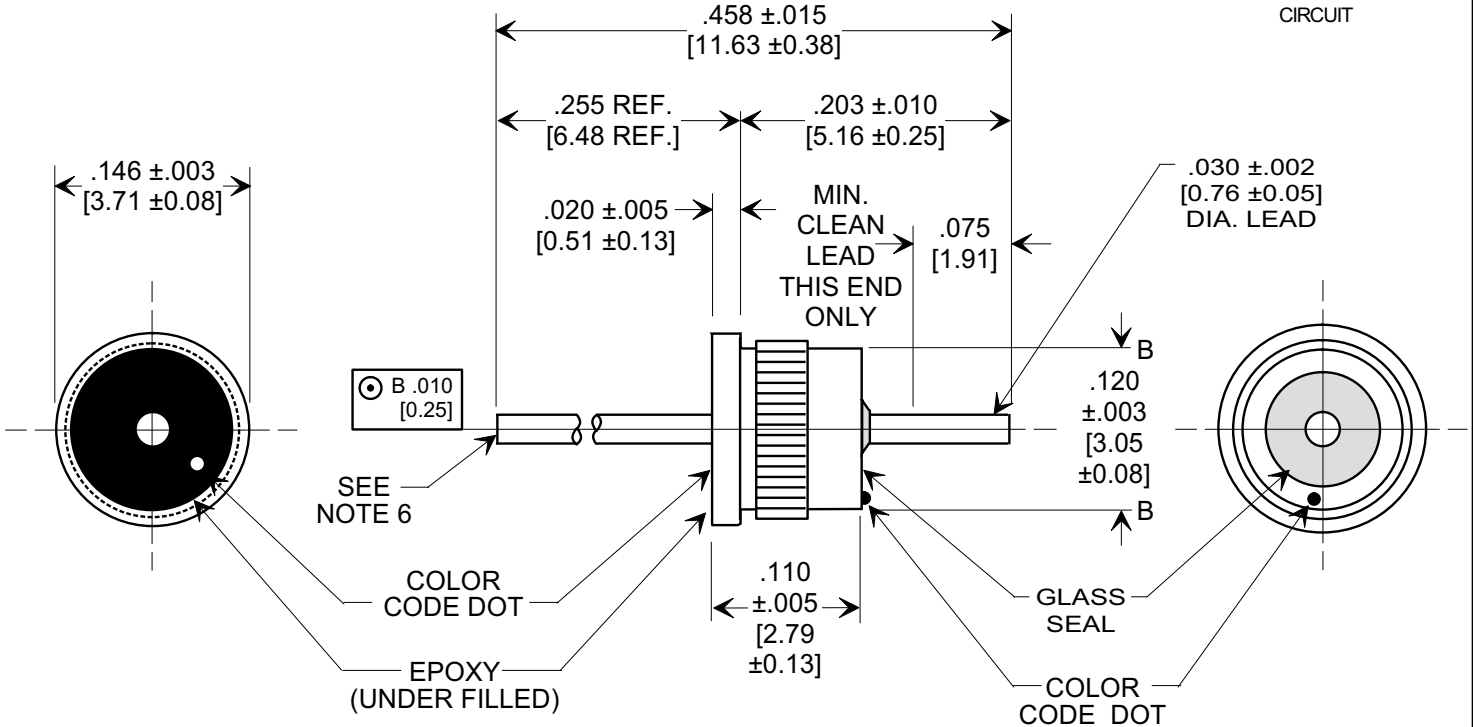 .458 ±.015
[11.63 ±0.38]
CIRCUIT
.255 REF.
[6.48 REF.]
.203 ±.010
[5.16 ±0.25]
.146 ±.003
[3.71 ±0.08]
.020 ±.005
[0.51 ±0.13]
MIN.
CLEAN
LEAD
THIS END
ONLY
.075
[1.91]
.030 ±.002
[0.76 ±0.05]
DIA. LEAD
B .010
[0.25]
B
.120
±.003
[3.05
±0.08]
B
SEE
NOTE 6
COLOR
CODE DOT
EPOXY
(UNDER FILLED)
.110
±.005
[2.79
±0.13]
GLASS
SEAL
COLOR
CODE DOT